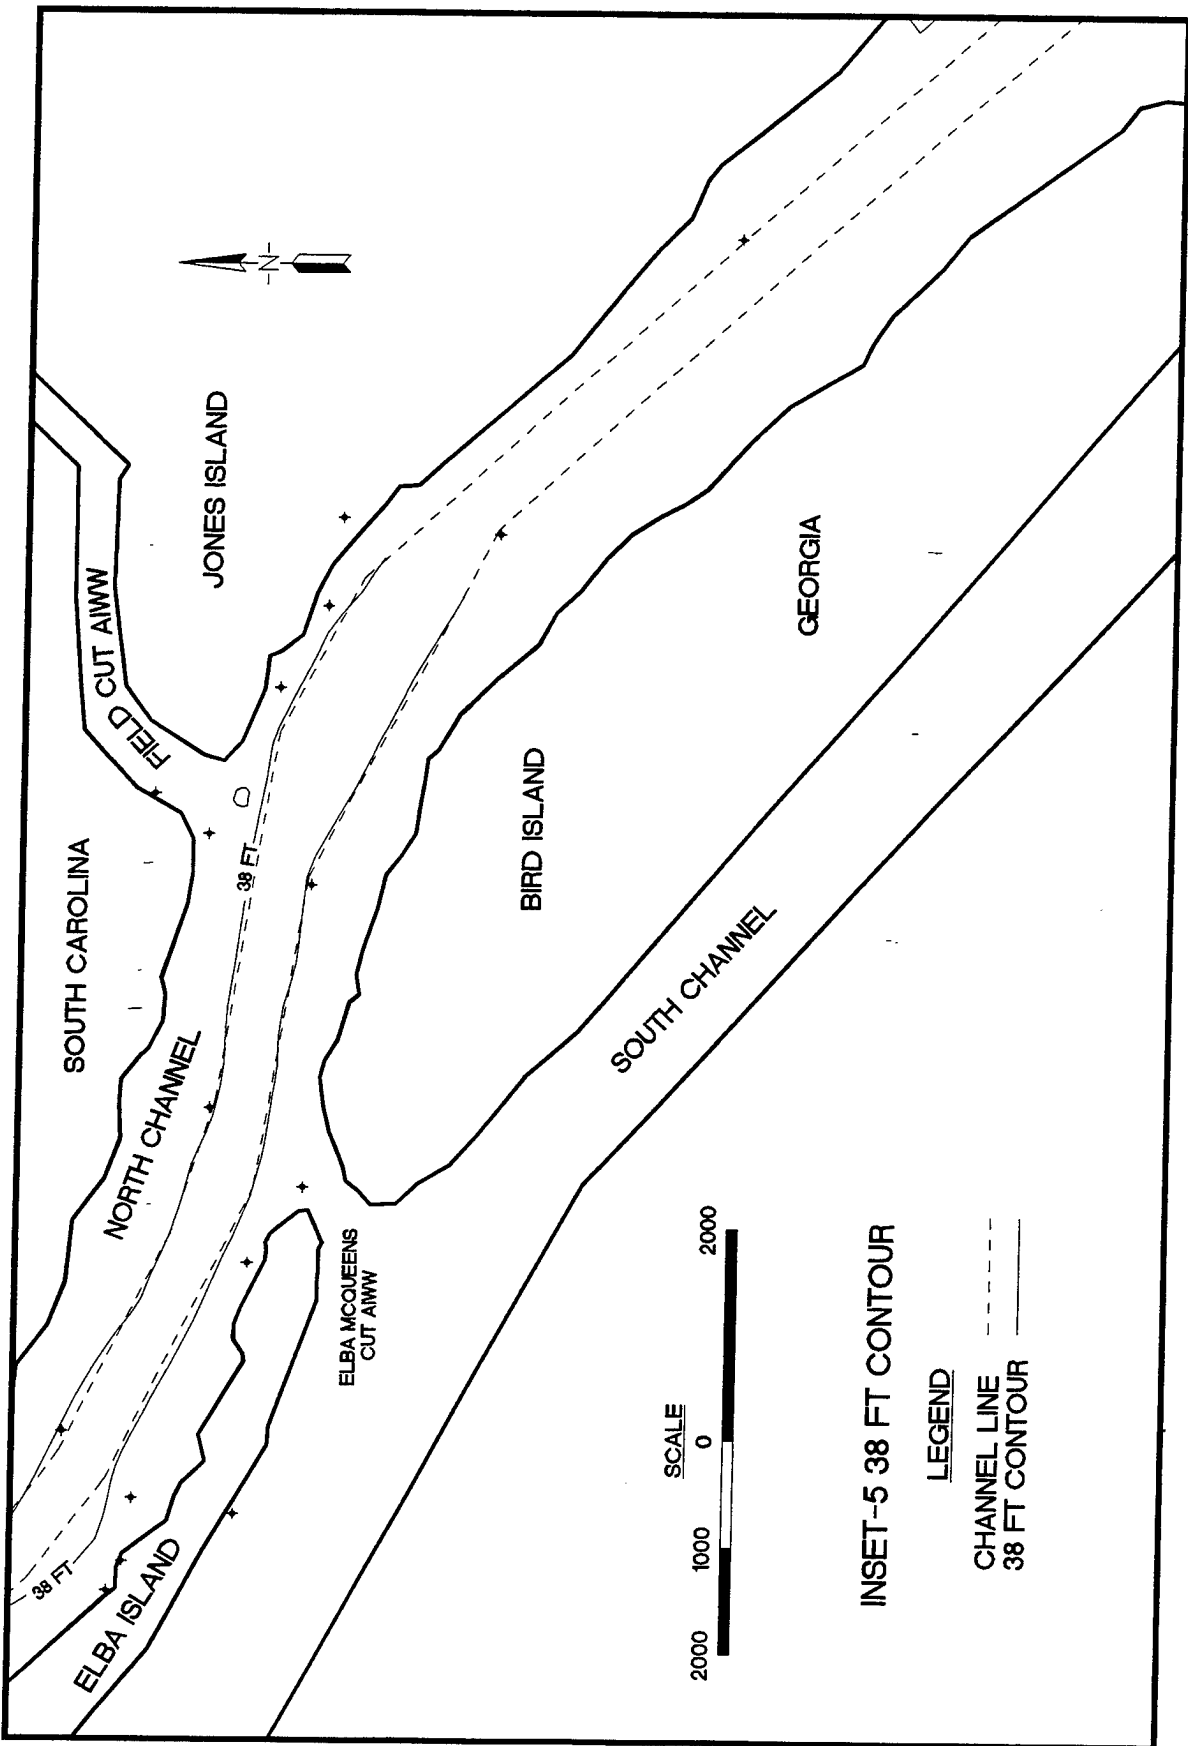 SOUTH CAROLINA
FIELD CUT AIWW
JONES ISLAND
-N-
NORTH CHANNEL
38 FT
38 FT
ELBA ISLAND
ELBA MCQUEENS
CUT AIWW
BIRD ISLAND
GEORGIA
SOUTH CHANNEL
SCALE
2000 1000 0 2000
INSET-5 38 FT CONTOUR
LEGEND
CHANNEL LINE
38 FT CONTOUR